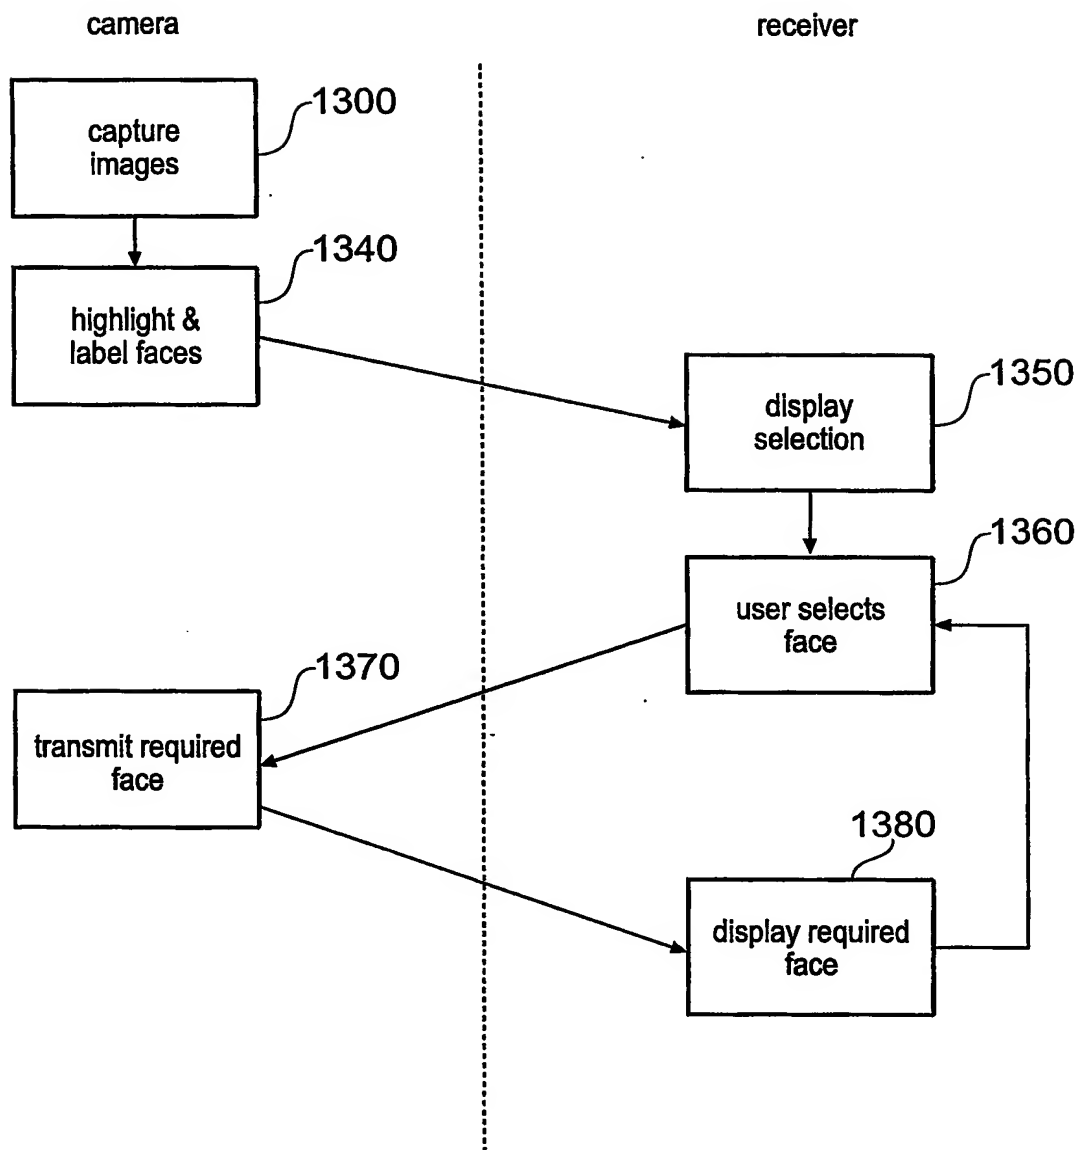 camera
receiver
capture
images
1300
highlight &
label faces
1340
display
selection
1350
user selects
face
1360
transmit required
face
1370
display required
face
1380